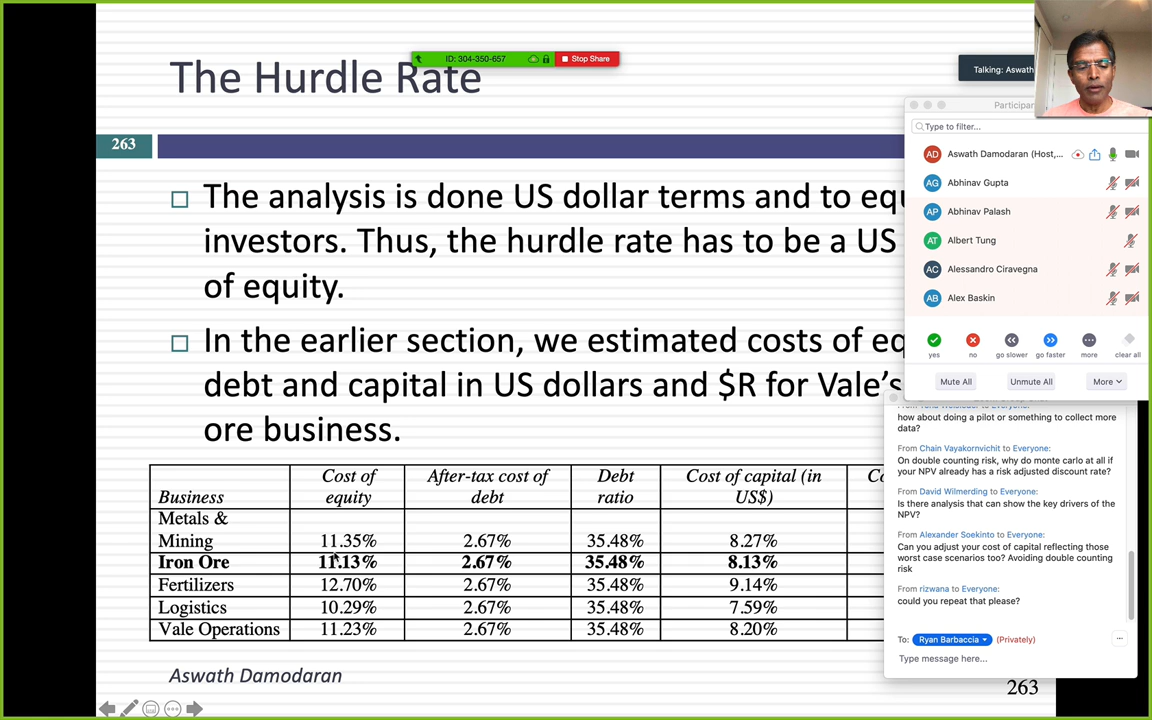 The Hurdle Rate
ID: 304-350-657
Stop Share
Talking: Aswath
263
The analysis is done US dollar terms and to equ
investors. Thus, the hurdle rate has to be a US
of equity.
In the earlier section, we estimated costs of eq
debt and capital in US dollars and $R for Vale's
ore business.
Business Cost of equity After-tax cost of debt Debt ratio Cost of capital (in US$) Co
Metals & Mining 11.35% 2.67% 35.48% 8.27%
Iron Ore 11.13% 2.67% 35.48% 8.13%
Fertilizers 12.70% 2.67% 35.48% 9.14%
Logistics 10.29% 2.67% 35.48% 7.59%
Vale Operations 11.23% 2.67% 35.48% 8.20%
Aswath Damodaran
263
Participan
Type to filter...
AD Aswath Damodaran (Host,...
AG Abhinav Gupta
AP Abhinav Palash
AT Albert Tung
AC Alessandro Ciravegna
AB Alex Baskin
yes no go slower go faster more clear all
Mute All Unmute All More
how about doing a pilot or something to collect more
data?
From Chain Vayakornvichit to Everyone:
On double counting risk, why do monte carlo at all if
your NPV already has a risk adjusted discount rate?
From David Wilmerding to Everyone:
Is there analysis that can show the key drivers of the
NPV?
From Alexander Soekinto to Everyone:
Can you adjust your cost of capital reflecting those
worst case scenarios too? Avoiding double counting
risk
From rizwana to Everyone:
could you repeat that please?
To: Ryan Barbaccia (Privately)
Type message here...